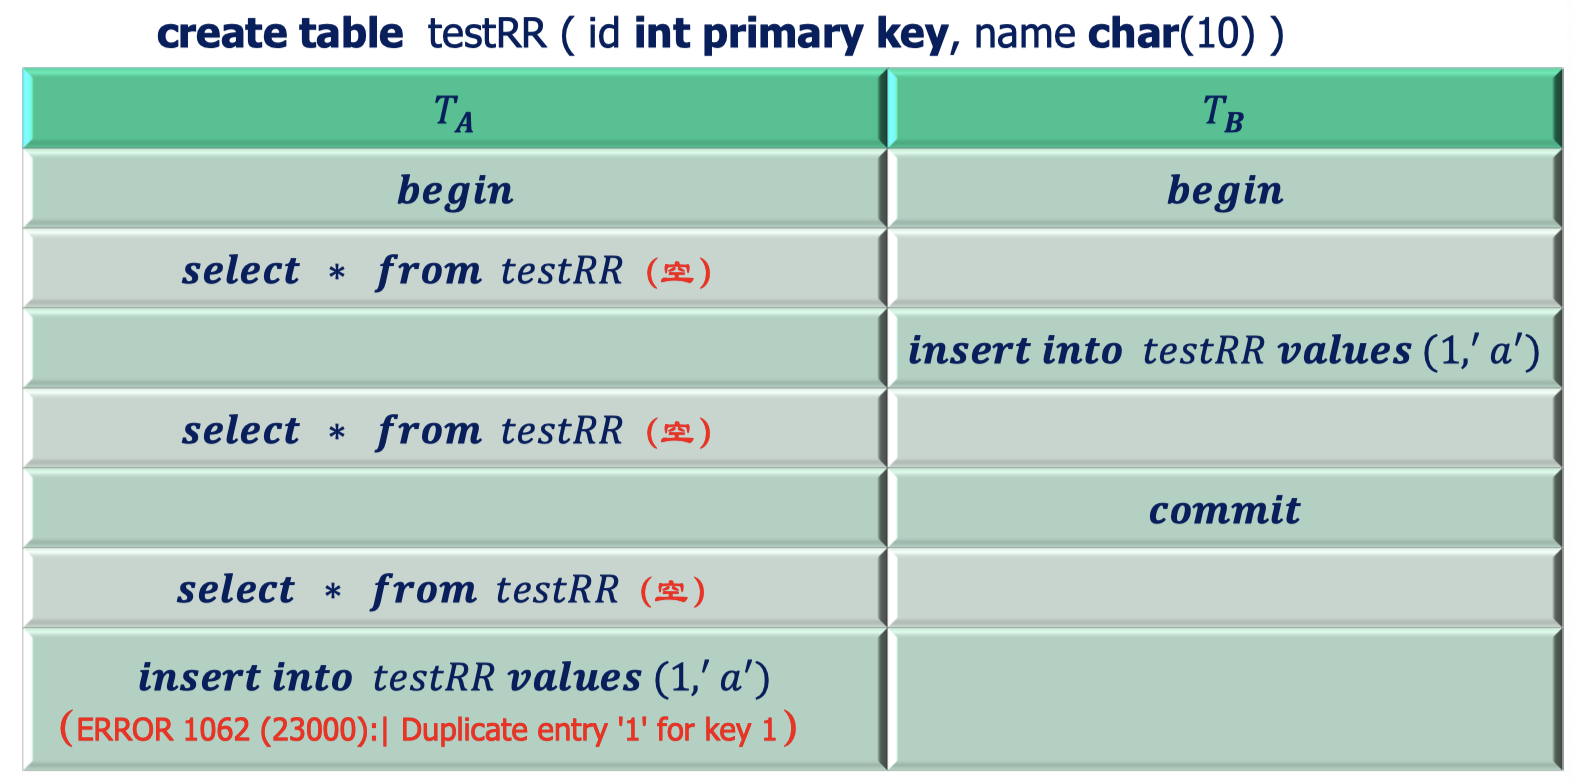 create table testRR ( id int primary key, name char(10) )
T_A T_B
begin begin
select * from testRR (空)
insert into testRR values (1,' a')
select * from testRR (空)
commit
select * from testRR (空)
insert into testRR values (1,' a')
(ERROR 1062 (23000):| Duplicate entry '1' for key 1)